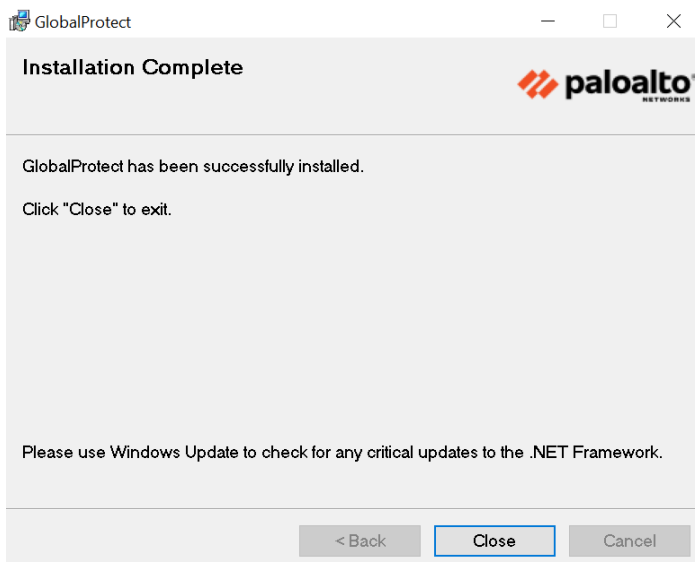 GlobalProtect
Installation Complete
paloalto
NETWORKS
GlobalProtect has been successfully installed.
Click "Close" to exit.
Please use Windows Update to check for any critical updates to the .NET Framework.
< Back
Close
Cancel